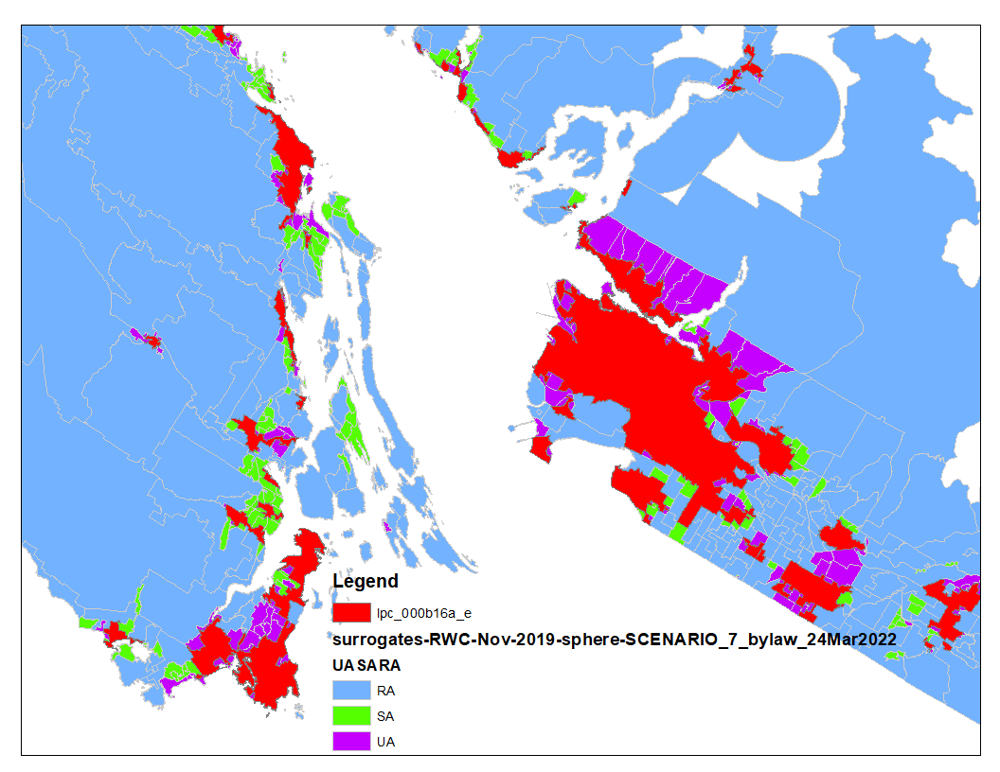 Legend
lpc_000b16a_e
surrogates-RWC-Nov-2019-sphere-SCENARIO_7_bylaw_24Mar2022
UASARA
RA
SA
UA